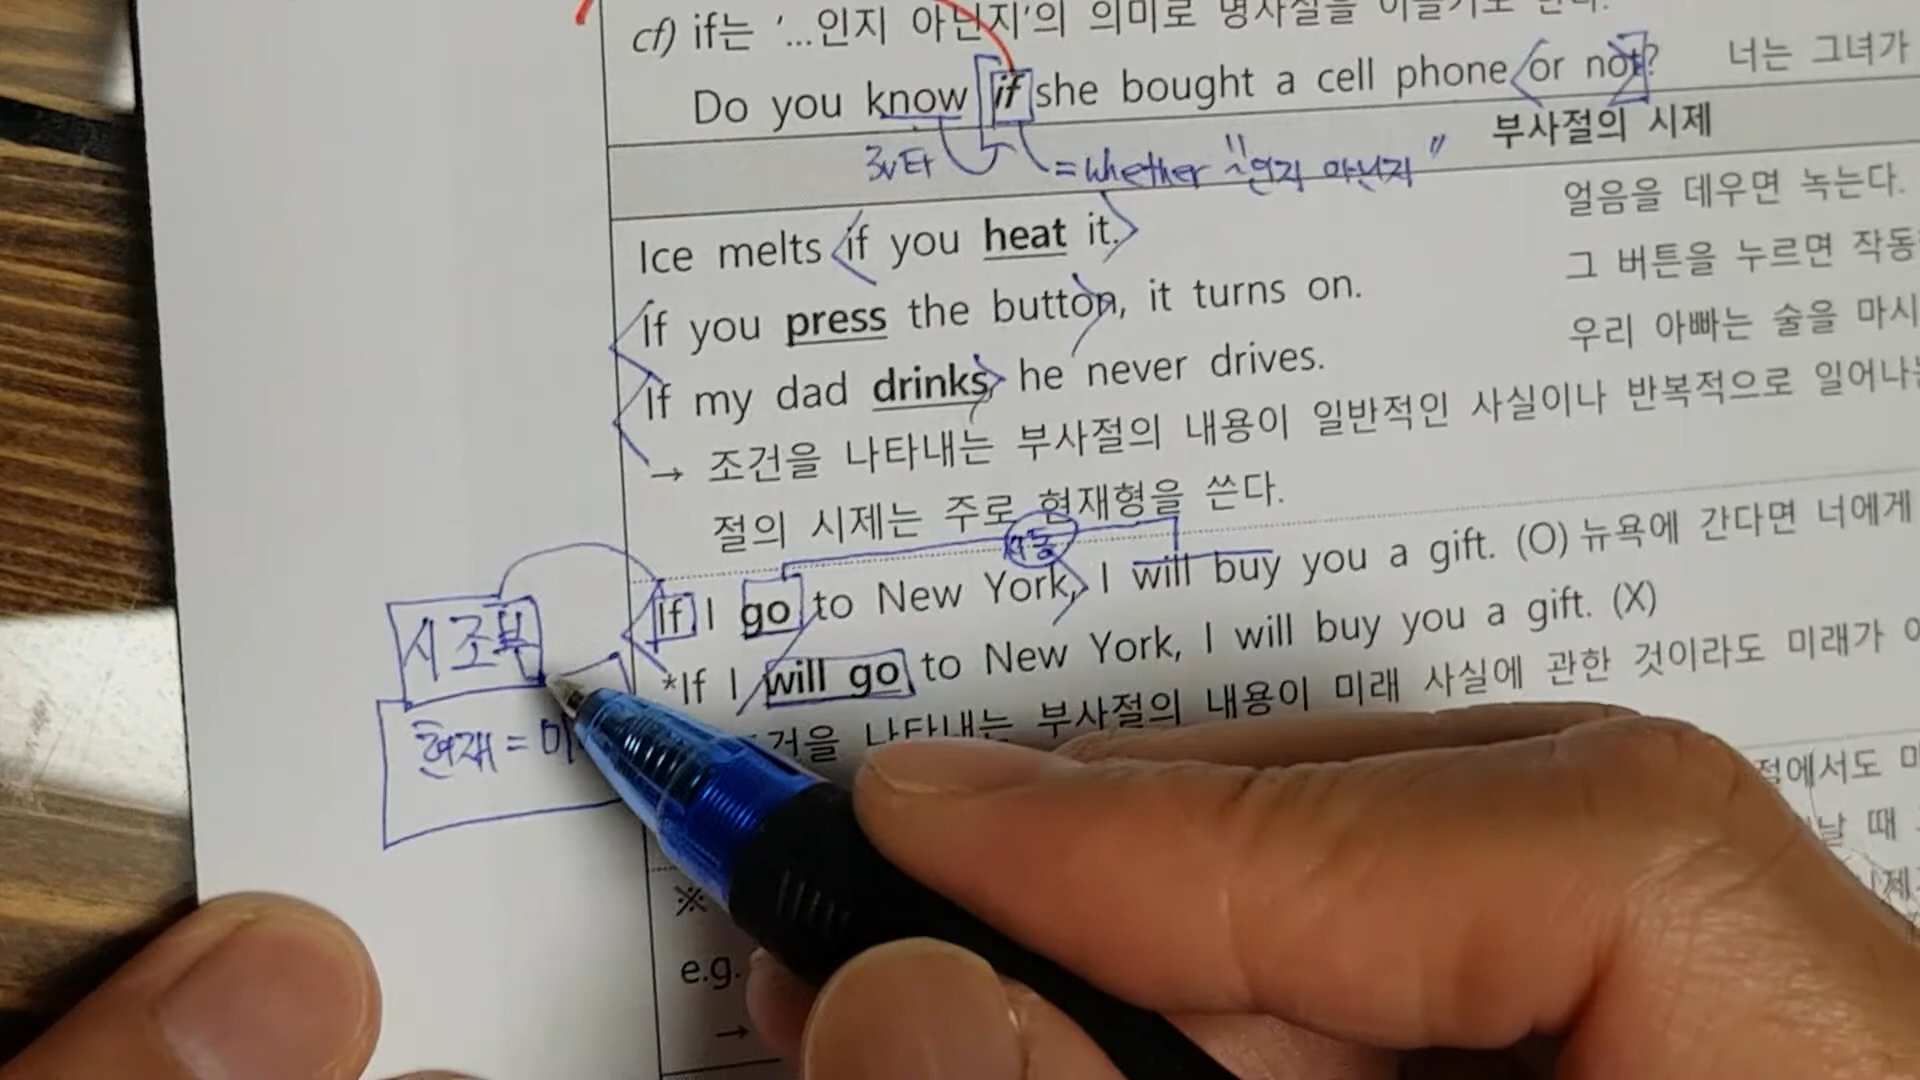 cf) if는 '...인지 아닌지'의 의미로 명사절을 이끌기도 한다.
Do you know if she bought a cell phone or not? 너는 그녀가
3v타 = whether "~인지 아닌지"
부사절의 시제
Ice melts if you heat it. 얼음을 데우면 녹는다.
If you press the button, it turns on. 그 버튼을 누르면 작동
If my dad drinks, he never drives. 우리 아빠는 술을 마시
→ 조건을 나타내는 부사절의 내용이 일반적인 사실이나 반복적으로 일어나는
절의 시제는 주로 현재형을 쓴다.
If I go to New York, I will buy you a gift. (O) 뉴욕에 간다면 너에게
*If I will go to New York, I will buy you a gift. (X)
시조부
현재 = 미
건을 나타내는 부사절의 내용이 미래 사실에 관한 것이라도 미래가
점에서도
날 때
※
e.g.
→